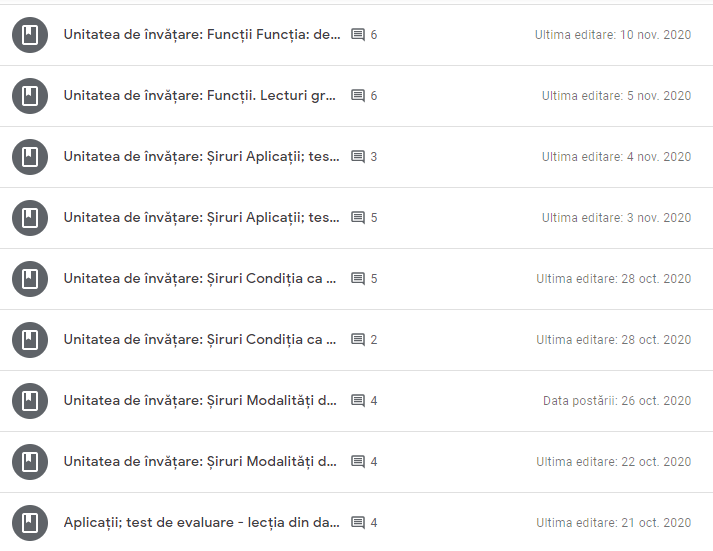 Unitatea de învățare: Funcții Funcția: de... 6 Ultima editare: 10 nov. 2020
Unitatea de învățare: Funcții. Lecturi gr... 6 Ultima editare: 5 nov. 2020
Unitatea de învățare: Șiruri Aplicații; tes... 3 Ultima editare: 4 nov. 2020
Unitatea de învățare: Șiruri Aplicații; tes... 5 Ultima editare: 3 nov. 2020
Unitatea de învățare: Șiruri Condiția ca ... 5 Ultima editare: 28 oct. 2020
Unitatea de învățare: Șiruri Condiția ca ... 2 Ultima editare: 28 oct. 2020
Unitatea de învățare: Șiruri Modalități d... 4 Data postării: 26 oct. 2020
Unitatea de învățare: Șiruri Modalități d... 4 Ultima editare: 22 oct. 2020
Aplicații; test de evaluare - lecția din da... 4 Ultima editare: 21 oct. 2020